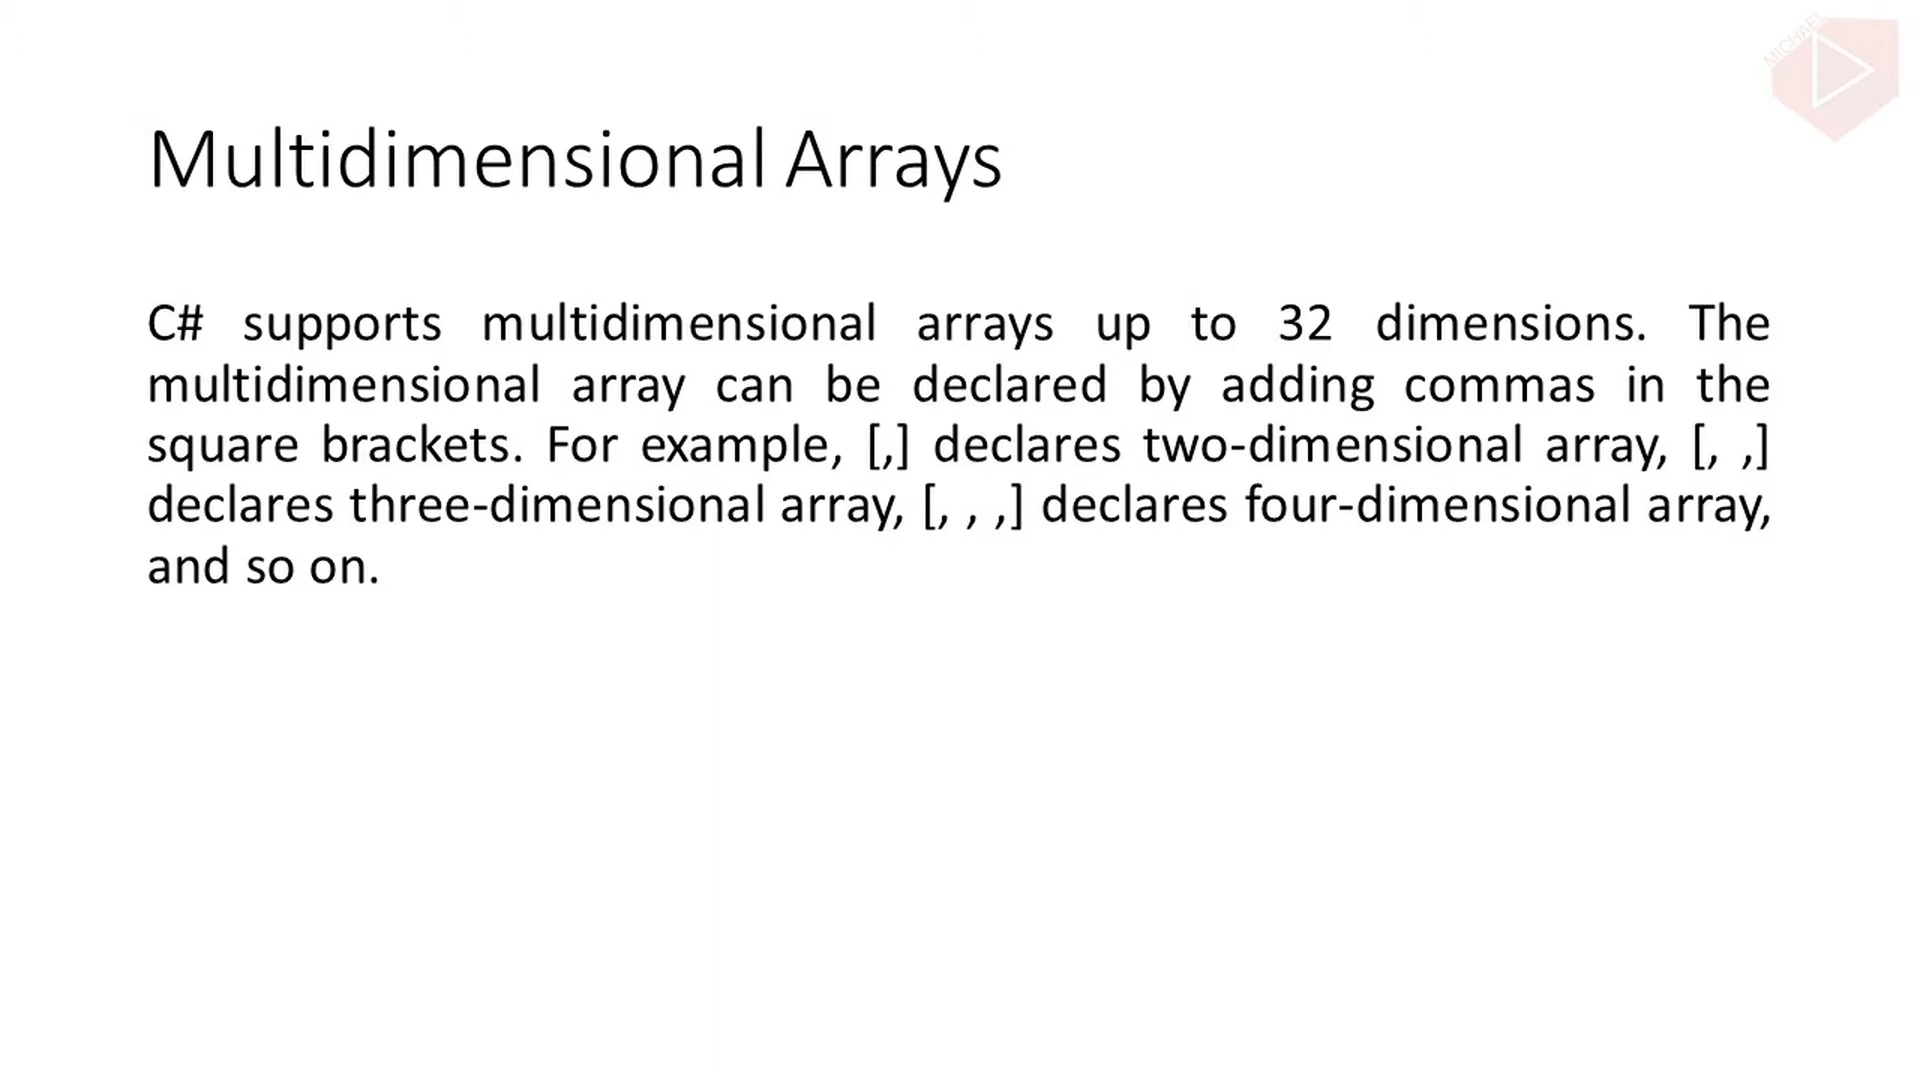 MICHAEL
Multidimensional Arrays
C# supports multidimensional arrays up to 32 dimensions. The
multidimensional array can be declared by adding commas in the
square brackets. For example, [,] declares two-dimensional array, [, ,]
declares three-dimensional array, [, , ,] declares four-dimensional array,
and so on.